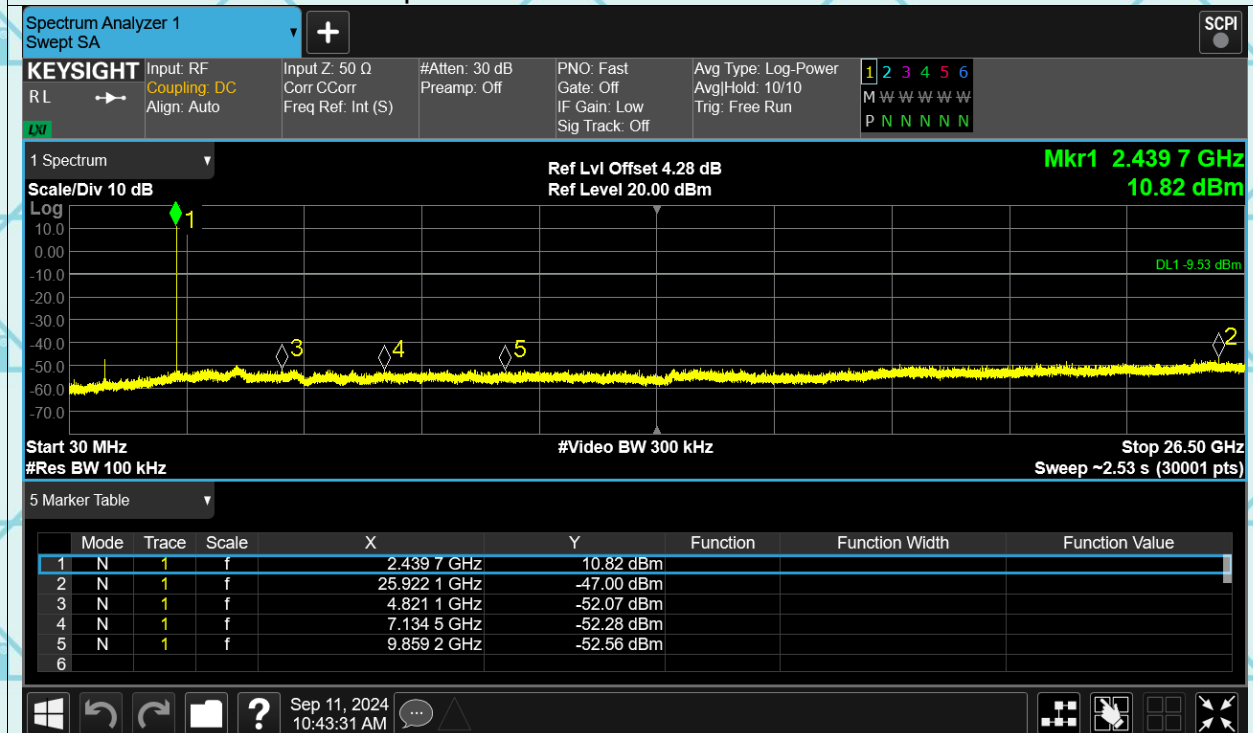 Spectrum Analyzer 1
Swept SA
+
SCPI
KEYSIGHT
RL
LXI
Input: RF
Coupling: DC
Align: Auto
Input Z: 50 Ω
Corr CCorr
Freq Ref: Int (S)
#Atten: 30 dB
Preamp: Off
PNO: Fast
Gate: Off
IF Gain: Low
Sig Track: Off
Avg Type: Log-Power
Avg|Hold: 10/10
Trig: Free Run
1 2 3 4 5 6
M W W W W W
P N N N N N
1 Spectrum
Scale/Div 10 dB
Ref Lvl Offset 4.28 dB
Ref Level 20.00 dBm
Mkr1 2.439 7 GHz
10.82 dBm
Log
10.0
0.00
-10.0
-20.0
-30.0
-40.0
-50.0
-60.0
-70.0
1
DL1 -9.53 dBm
3
4
5
2
Start 30 MHz
#Video BW 300 kHz
Stop 26.50 GHz
#Res BW 100 kHz
Sweep ~2.53 s (30001 pts)
5 Marker Table
Mode Trace Scale X Y Function Function Width Function Value
1 N 1 f 2.439 7 GHz 10.82 dBm
2 N 1 f 25.922 1 GHz -47.00 dBm
3 N 1 f 4.821 1 GHz -52.07 dBm
4 N 1 f 7.134 5 GHz -52.28 dBm
5 N 1 f 9.859 2 GHz -52.56 dBm
6
?
Sep 11, 2024
10:43:31 AM